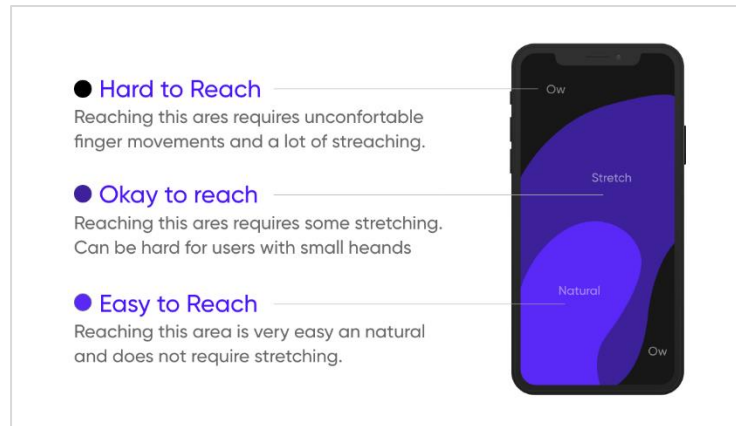 Hard to Reach
Reaching this ares requires unconfortable
finger movements and a lot of streaching.
Okay to reach
Reaching this ares requires some stretching.
Can be hard for users with small heands
Easy to Reach
Reaching this area is very easy an natural
and does not require stretching.
Ow
Stretch
Natural
Ow